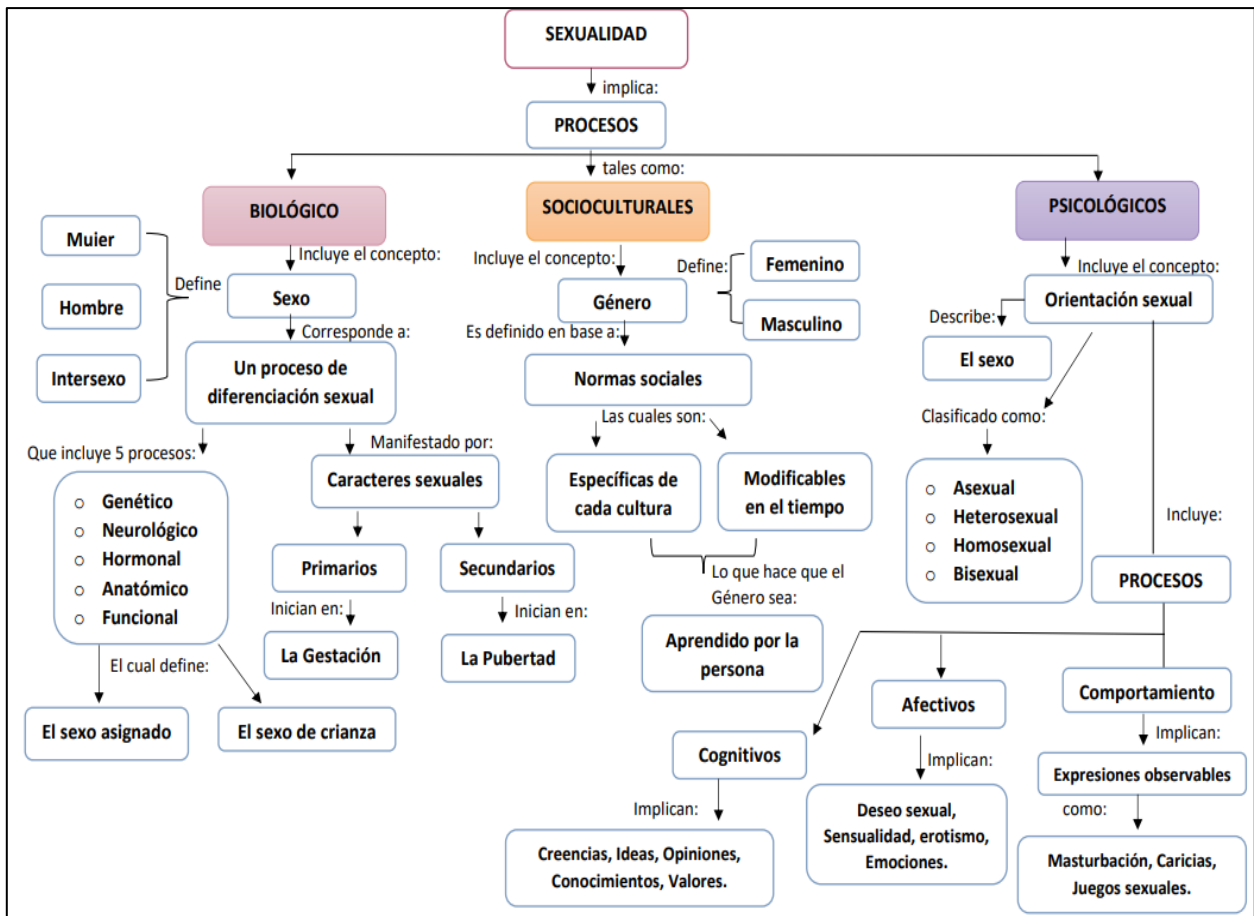 SEXUALIDAD
implica:
PROCESOS
tales como:
BIOLÓGICO
SOCIOCULTURALES
PSICOLÓGICOS
Muier
Hombre
Intersexo
Define
Incluye el concepto:
Sexo
Corresponde a:
Un proceso de
diferenciación sexual
Que incluye 5 procesos:
Genético
Neurológico
Hormonal
Anatómico
Funcional
El cual define:
El sexo asignado
El sexo de crianza
Manifestado por:
Caracteres sexuales
Primarios
Inician en:
La Gestación
Secundarios
Inician en:
La Pubertad
Incluye el concepto:
Género
Define:
Femenino
Masculino
Es definido en base a:
Normas sociales
Las cuales son:
Específicas de
cada cultura
Modificables
en el tiempo
Lo que hace que el
Género sea:
Aprendido por la
persona
Incluye el concepto:
Orientación sexual
Describe:
El sexo
Clasificado como:
Asexual
Heterosexual
Homosexual
Bisexual
Incluye:
PROCESOS
Cognitivos
Implican:
Creencias, Ideas, Opiniones,
Conocimientos, Valores.
Afectivos
Implican:
Deseo sexual,
Sensualidad, erotismo,
Emociones.
Comportamiento
Implican:
Expresiones observables
como:
Masturbación, Caricias,
Juegos sexuales.